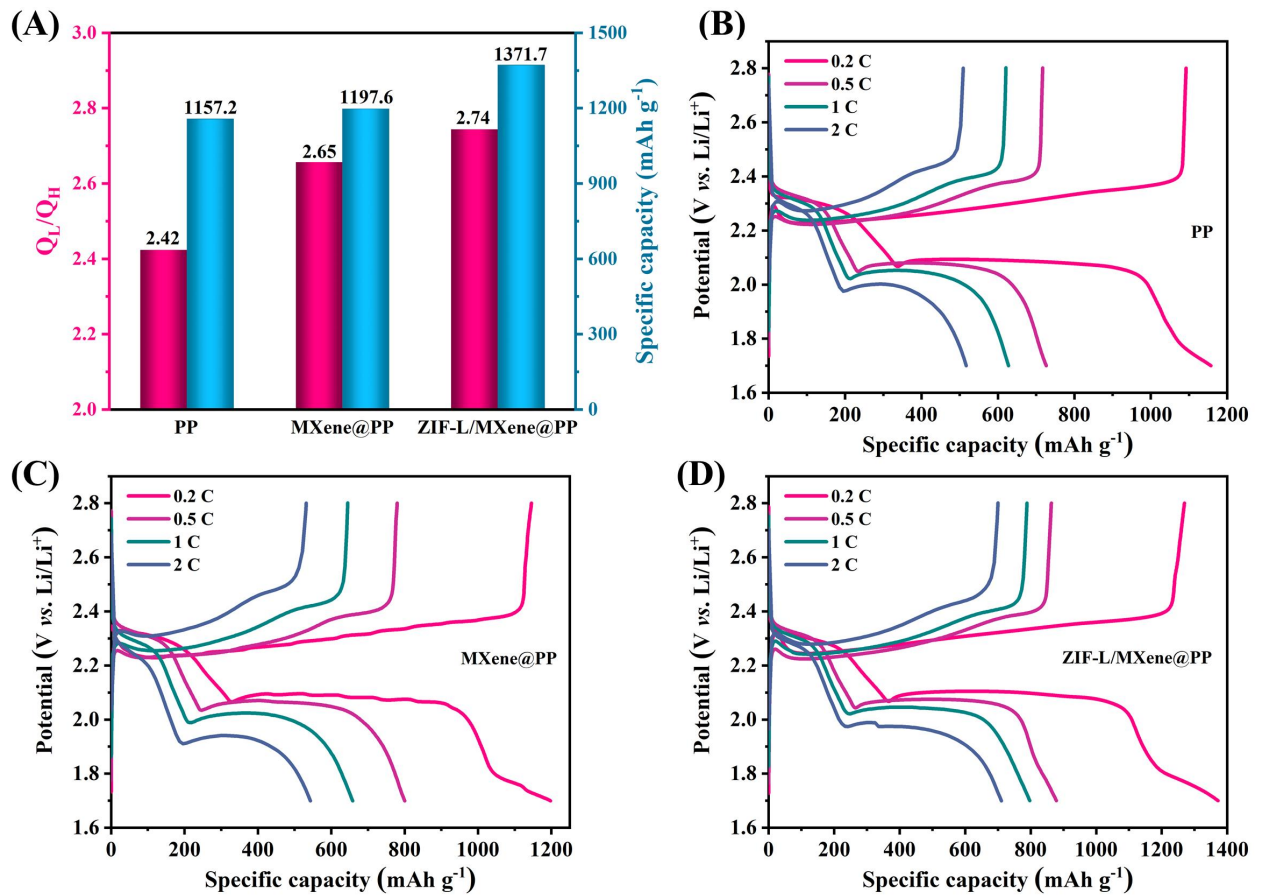 (A)
3.0
2.8
2.6
2.4
2.2
2.0
Q_L/Q_H
1157.2
2.42
1197.6
2.65
1371.7
2.74
1500
1200
900
600
300
0
Specific capacity (mAh g⁻¹)
PP
MXene@PP
ZIF-L/MXene@PP
(B)
0.2 C
0.5 C
1 C
2 C
PP
2.8
2.6
2.4
2.2
2.0
1.8
1.6
Potential (V vs. Li/Li⁺)
0 200 400 600 800 1000 1200
Specific capacity (mAh g⁻¹)
(C)
0.2 C
0.5 C
1 C
2 C
MXene@PP
2.8
2.6
2.4
2.2
2.0
1.8
1.6
Potential (V vs. Li/Li⁺)
0 200 400 600 800 1000 1200
Specific capacity (mAh g⁻¹)
(D)
0.2 C
0.5 C
1 C
2 C
ZIF-L/MXene@PP
2.8
2.6
2.4
2.2
2.0
1.8
1.6
Potential (V vs. Li/Li⁺)
0 200 400 600 800 1000 1200 1400
Specific capacity (mAh g⁻¹)